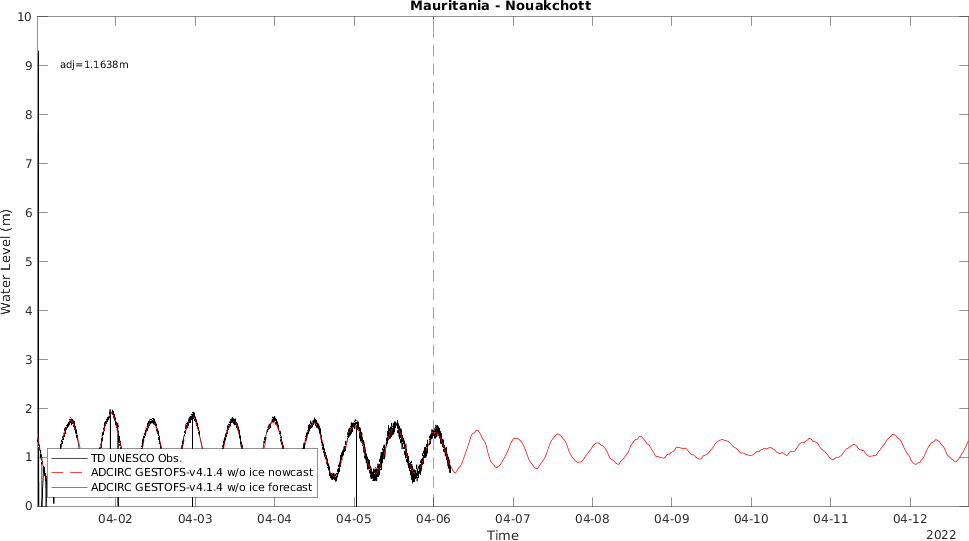 Mauritania - Nouakchott
10
adj=1.1638m
9
8
7
6
5
4
3
2
1
0
Water Level (m)
TD UNESCO Obs.
ADCIRC GESTOFS-v4.1.4 w/o ice nowcast
ADCIRC GESTOFS-v4.1.4 w/o ice forecast
04-02 04-03 04-04 04-05 04-06 04-07 04-08 04-09 04-10 04-11 04-12
Time
2022